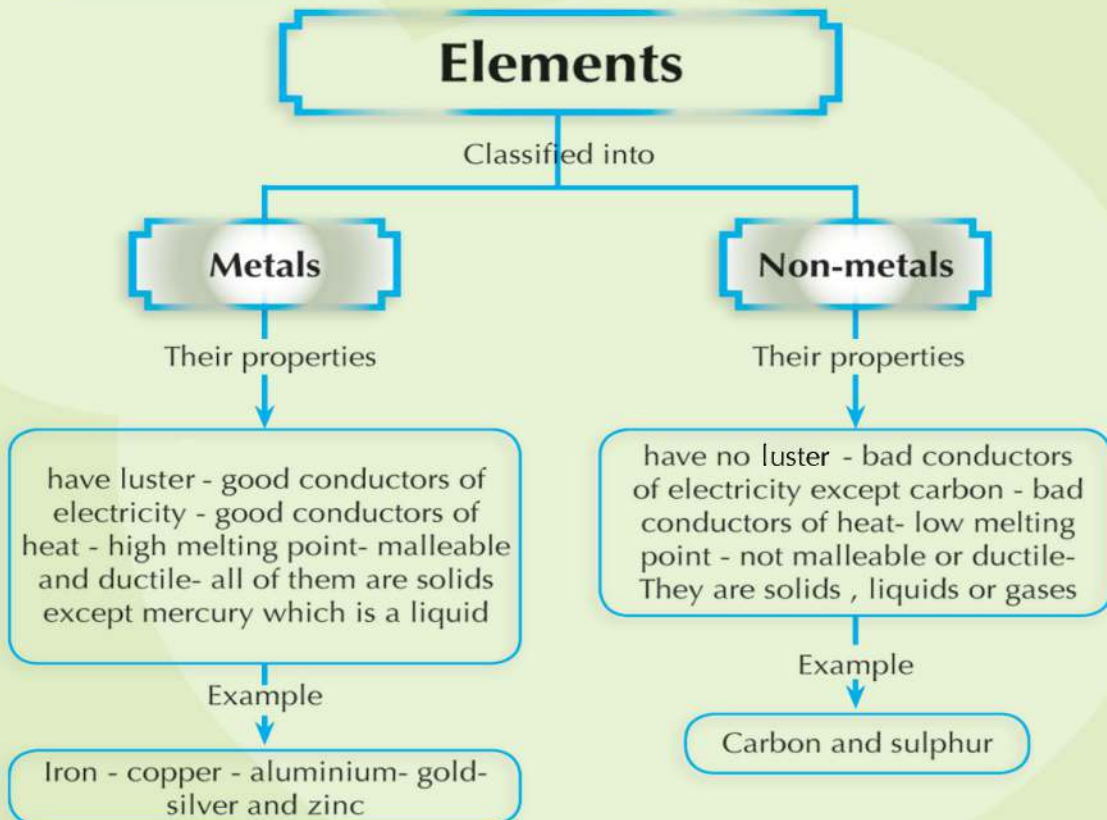 Elements
Classified into
Metals
Their properties
have luster - good conductors of
electricity - good conductors of
heat - high melting point- malleable
and ductile- all of them are solids
except mercury which is a liquid
Example
Iron - copper - aluminium- gold-
silver and zinc
Non-metals
Their properties
have no luster - bad conductors
of electricity except carbon - bad
conductors of heat- low melting
point - not malleable or ductile-
They are solids , liquids or gases
Example
Carbon and sulphur